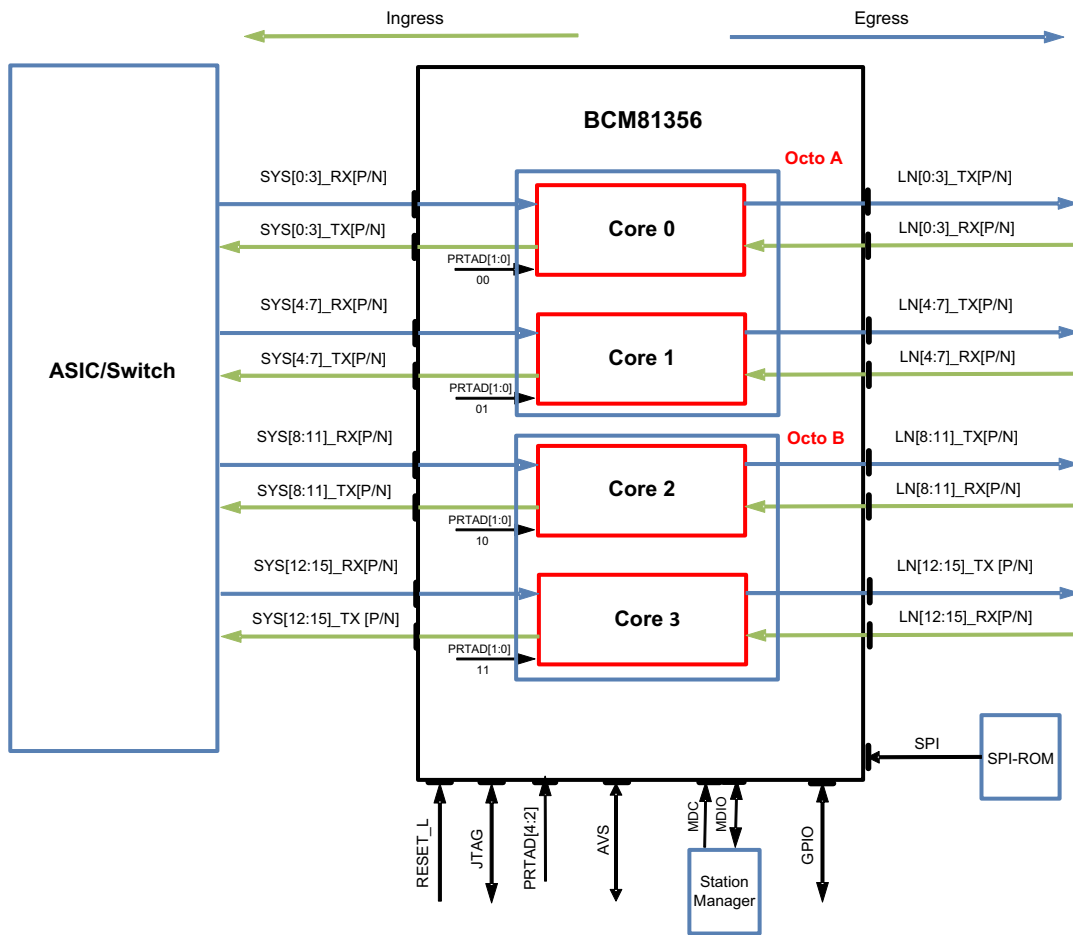 Ingress
Egress
BCM81356
Octo A
SYS[0:3]_RX[P/N]
LN[0:3]_TX[P/N]
Core 0
SYS[0:3]_TX[P/N]
LN[0:3]_RX[P/N]
PRTAD[1:0]
00
SYS[4:7]_RX[P/N]
LN[4:7]_TX[P/N]
ASIC/Switch
Core 1
SYS[4:7]_TX[P/N]
LN[4:7]_RX[P/N]
PRTAD[1:0]
01
Octo B
SYS[8:11]_RX[P/N]
LN[8:11]_TX[P/N]
Core 2
SYS[8:11]_TX[P/N]
LN[8:11]_RX[P/N]
PRTAD[1:0]
10
SYS[12:15]_RX[P/N]
LN[12:15]_TX [P/N]
Core 3
SYS[12:15]_TX [P/N]
LN[12:15]_RX[P/N]
PRTAD[1:0]
11
SPI
SPI-ROM
RESET_L
JTAG
PRTAD[4:2]
AVS
MDC
MDIO
GPIO
Station
Manager